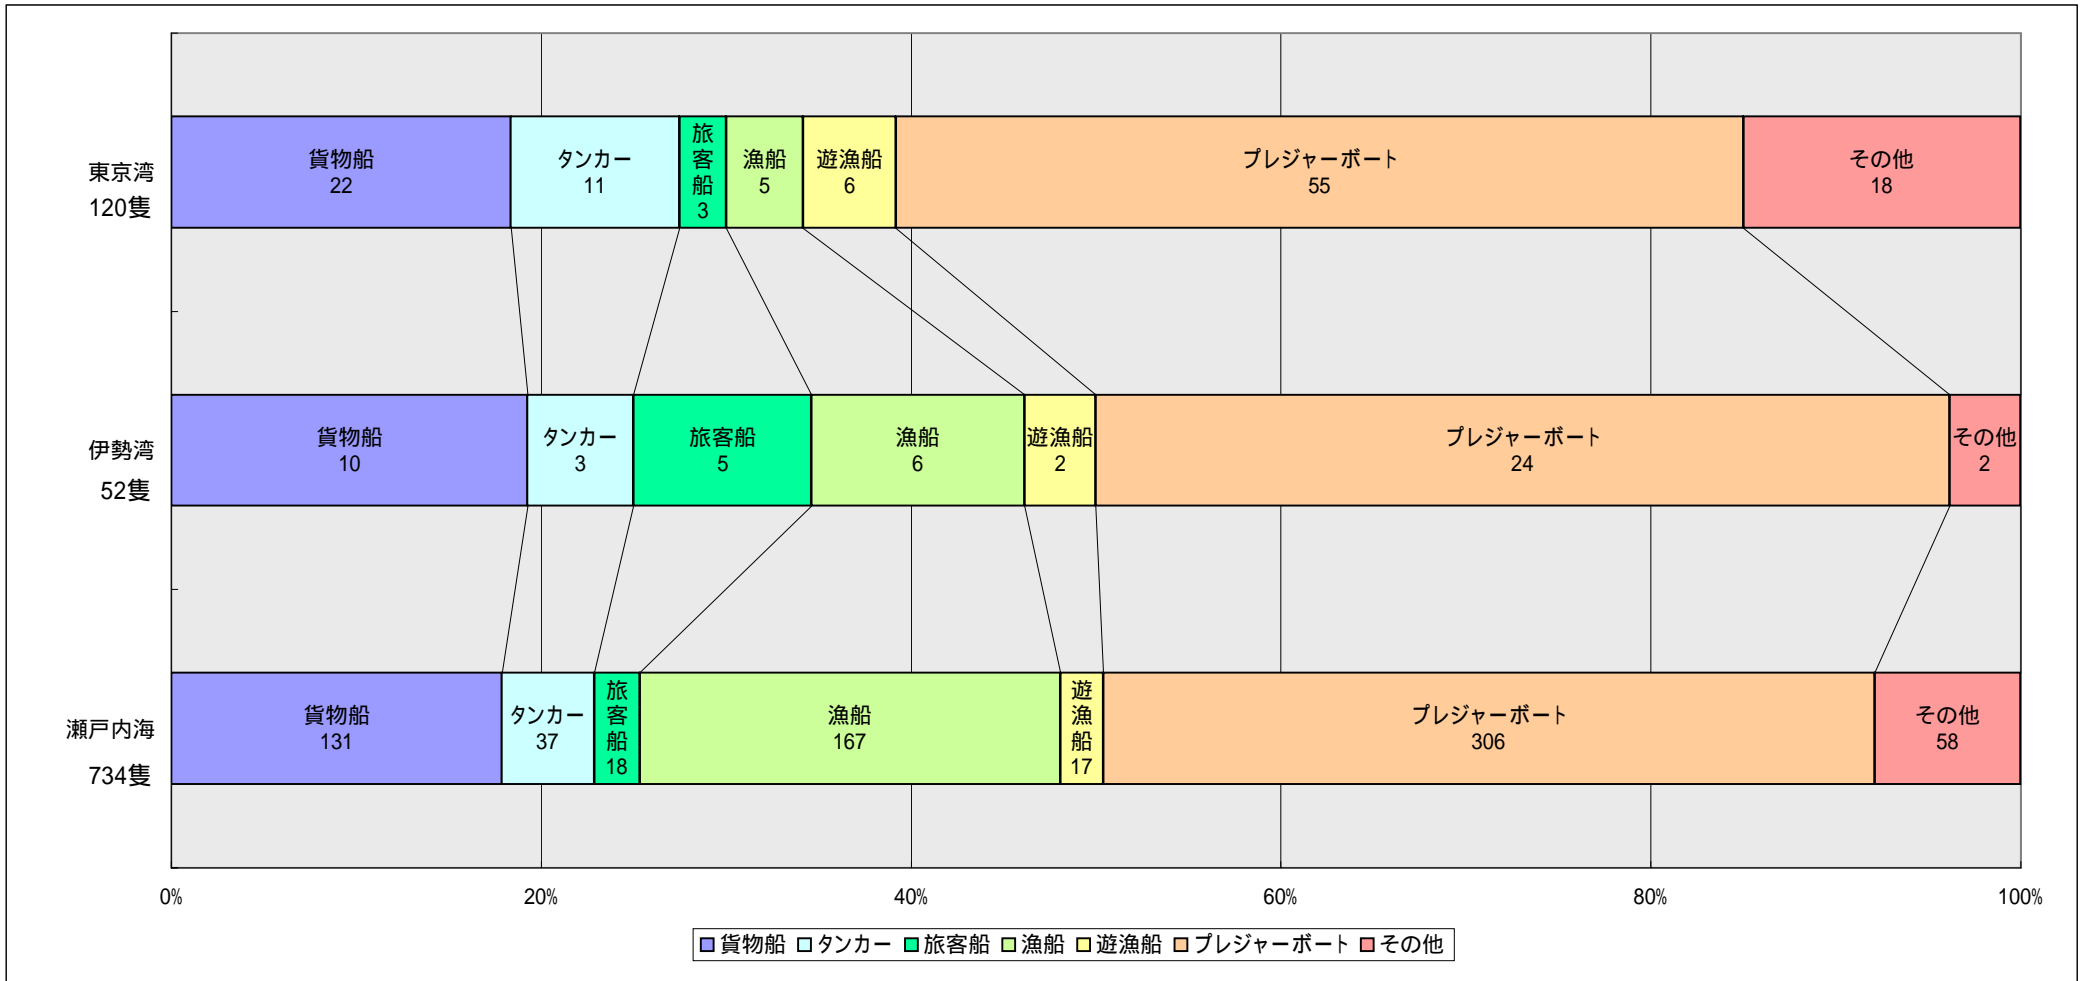 東京湾
120隻
貨物船
22
タンカー
11
旅客船
3
漁船
5
遊漁船
6
プレジャーボート
55
その他
18
伊勢湾
52隻
貨物船
10
タンカー
3
旅客船
5
漁船
6
遊漁船
2
プレジャーボート
24
その他
2
瀬戸内海
734隻
貨物船
131
タンカー
37
旅客船
18
漁船
167
遊漁船
17
プレジャーボート
306
その他
58
0% 20% 40% 60% 80% 100%
貨物船 タンカー 旅客船 漁船 遊漁船 プレジャーボート その他